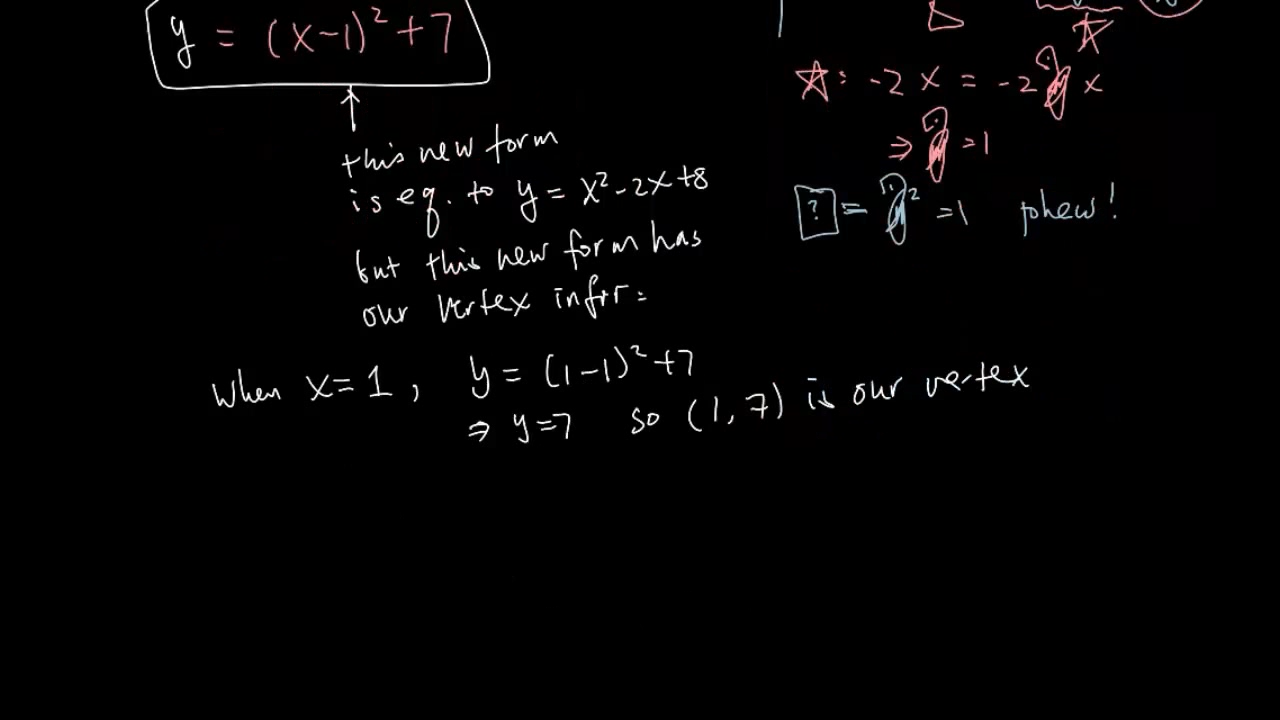 y = (x-1)² + 7
this new form
is eq. to y = x² - 2x + 8
but this new form has
our vertex infor:
When x = 1, y = (1-1)² + 7
⇒ y = 7 so (1, 7) is our vertex
☆: -2x = -2 x
⇒ = 1
? = ² = 1 phew!